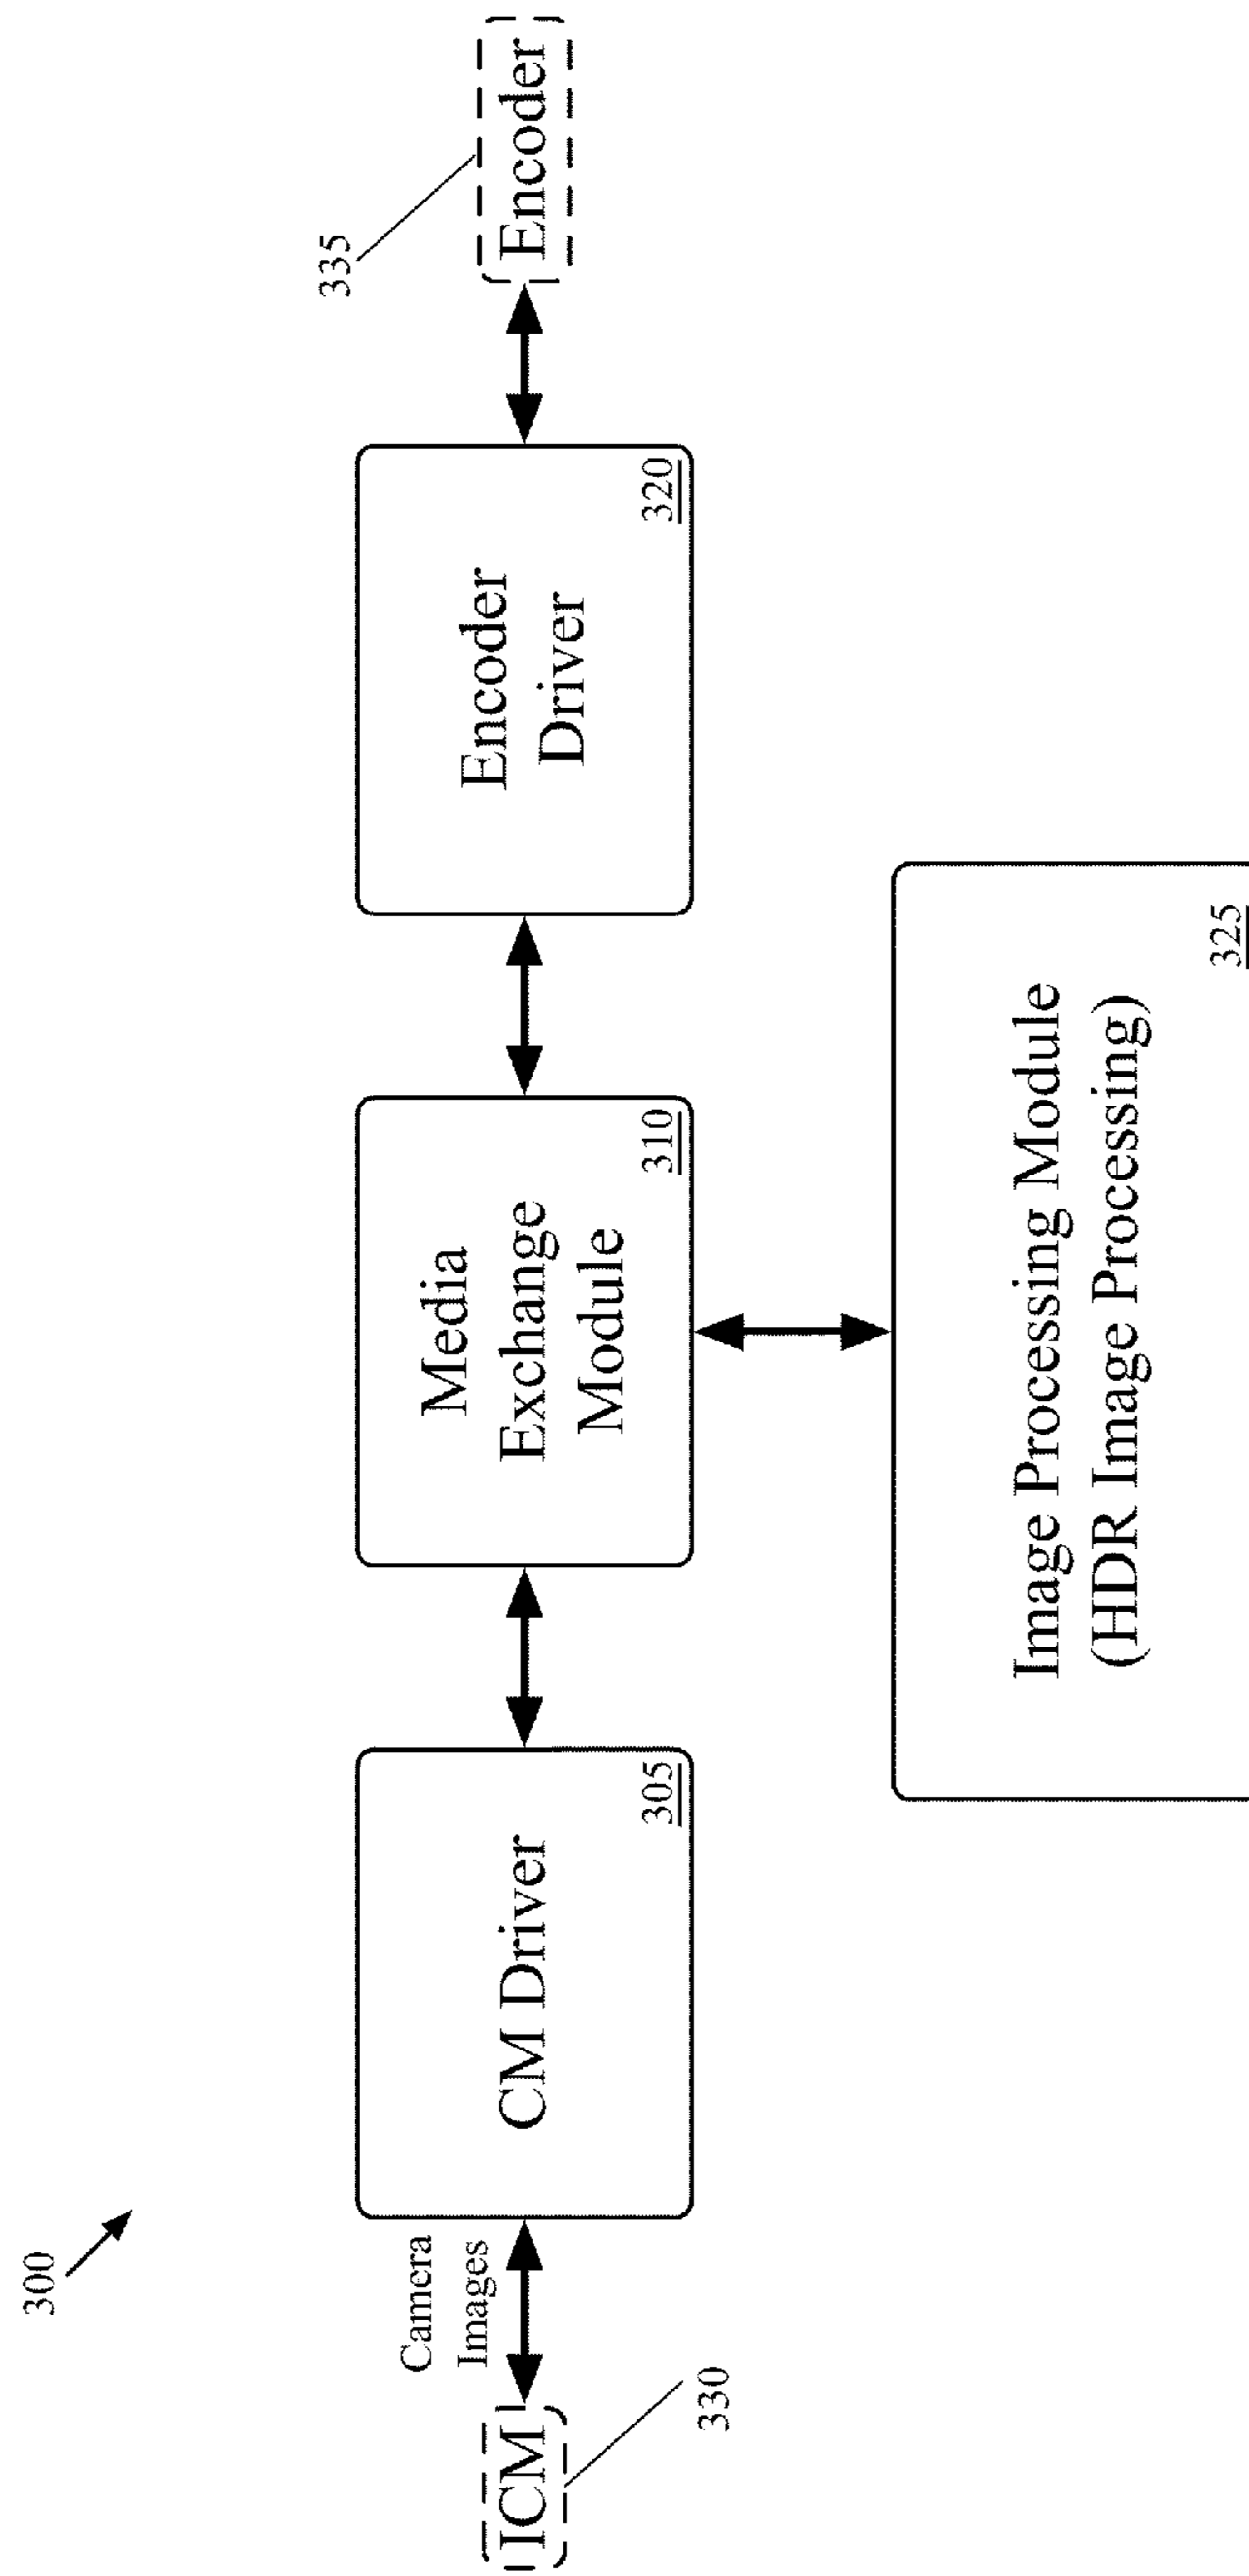 300
335
Camera
Images
ICM
330
CM Driver
305
Media
Exchange
Module
310
Encoder
Driver
320
Encoder
Image Processing Module
(HDR Image Processing)
325